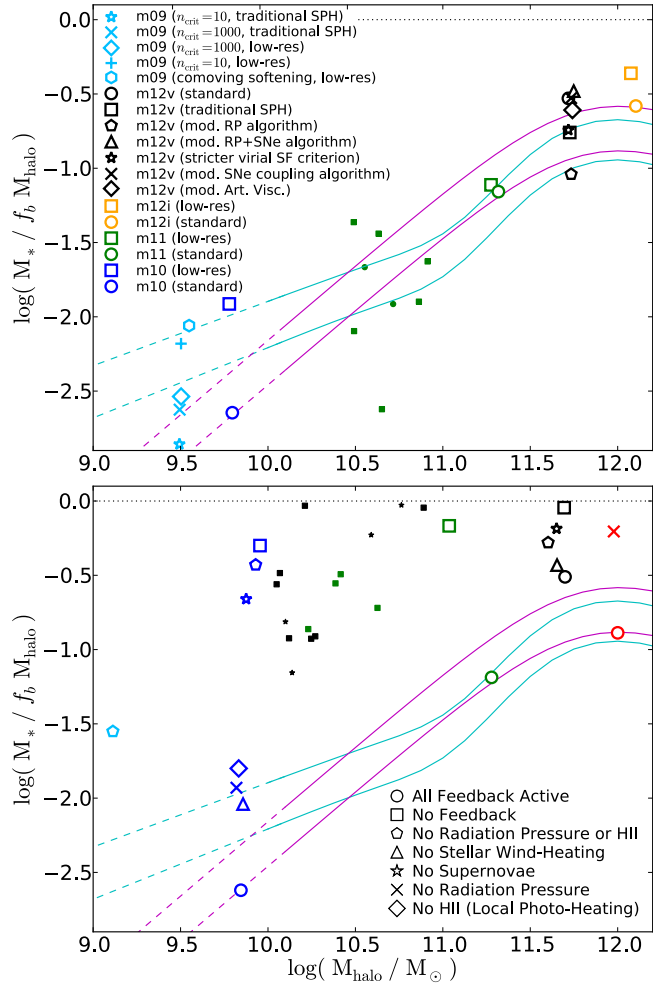 0.0
−0.5
−1.0
−1.5
−2.0
−2.5
log( M* / f_b M_halo)
m09 (n_crit=10, traditional SPH)
m09 (n_crit=1000, traditional SPH)
m09 (n_crit=1000, low-res)
m09 (n_crit=10, low-res)
m09 (comoving softening, low-res)
m12v (standard)
m12v (traditional SPH)
m12v (mod. RP algorithm)
m12v (mod. RP+SNe algorithm)
m12v (stricter virial SF criterion)
m12v (mod. SNe coupling algorithm)
m12v (mod. Art. Visc.)
m12i (low-res)
m12i (standard)
m11 (low-res)
m11 (standard)
m10 (low-res)
m10 (standard)
9.0 9.5 10.0 10.5 11.0 11.5 12.0
0.0
−0.5
−1.0
−1.5
−2.0
−2.5
log( M* / f_b M_halo)
All Feedback Active
No Feedback
No Radiation Pressure or HII
No Stellar Wind-Heating
No Supernovae
No Radiation Pressure
No HII (Local Photo-Heating)
9.0 9.5 10.0 10.5 11.0 11.5 12.0
log( M_halo / M_⊙)